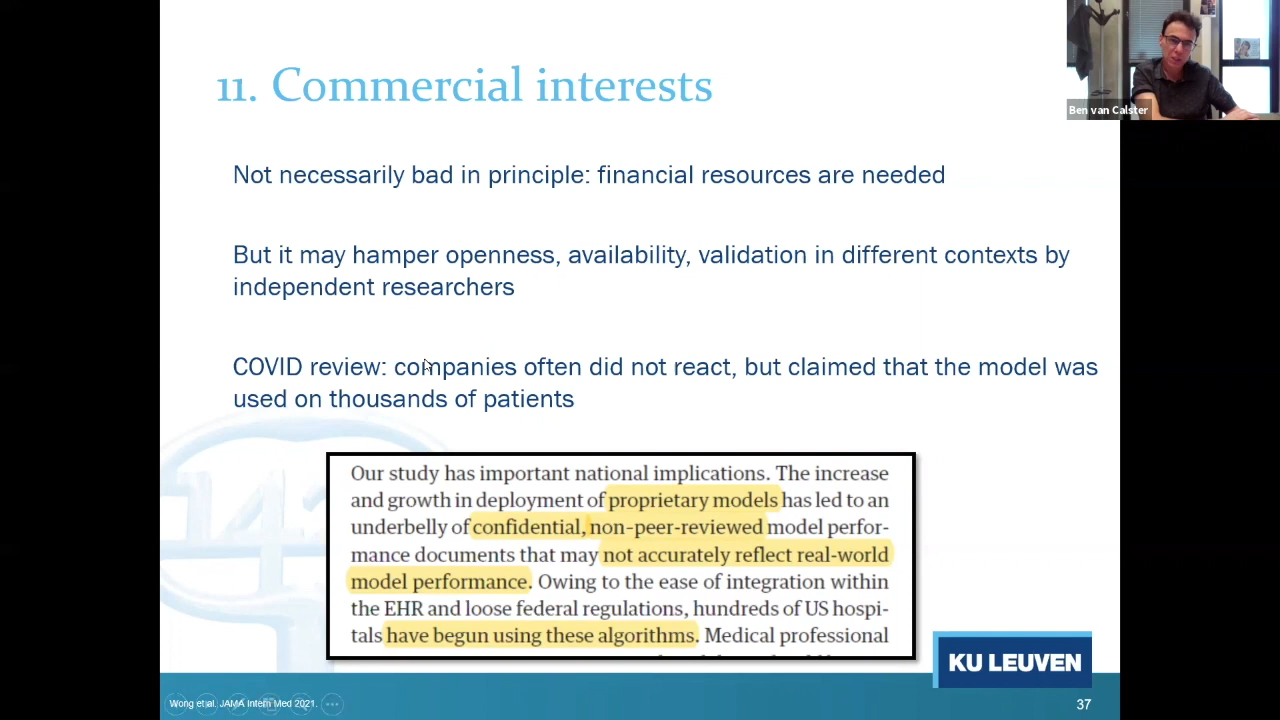 11. Commercial interests
Ben van Calster
Not necessarily bad in principle: financial resources are needed
But it may hamper openness, availability, validation in different contexts by
independent researchers
COVID review: companies often did not react, but claimed that the model was
used on thousands of patients
Our study has important national implications. The increase
and growth in deployment of proprietary models has led to an
underbelly of confidential, non-peer-reviewed model perfor-
mance documents that may not accurately reflect real-world
model performance. Owing to the ease of integration within
the EHR and loose federal regulations, hundreds of US hospi-
tals have begun using these algorithms. Medical professional
KU LEUVEN
Wong et al. JAMA Intern Med 2021.
37